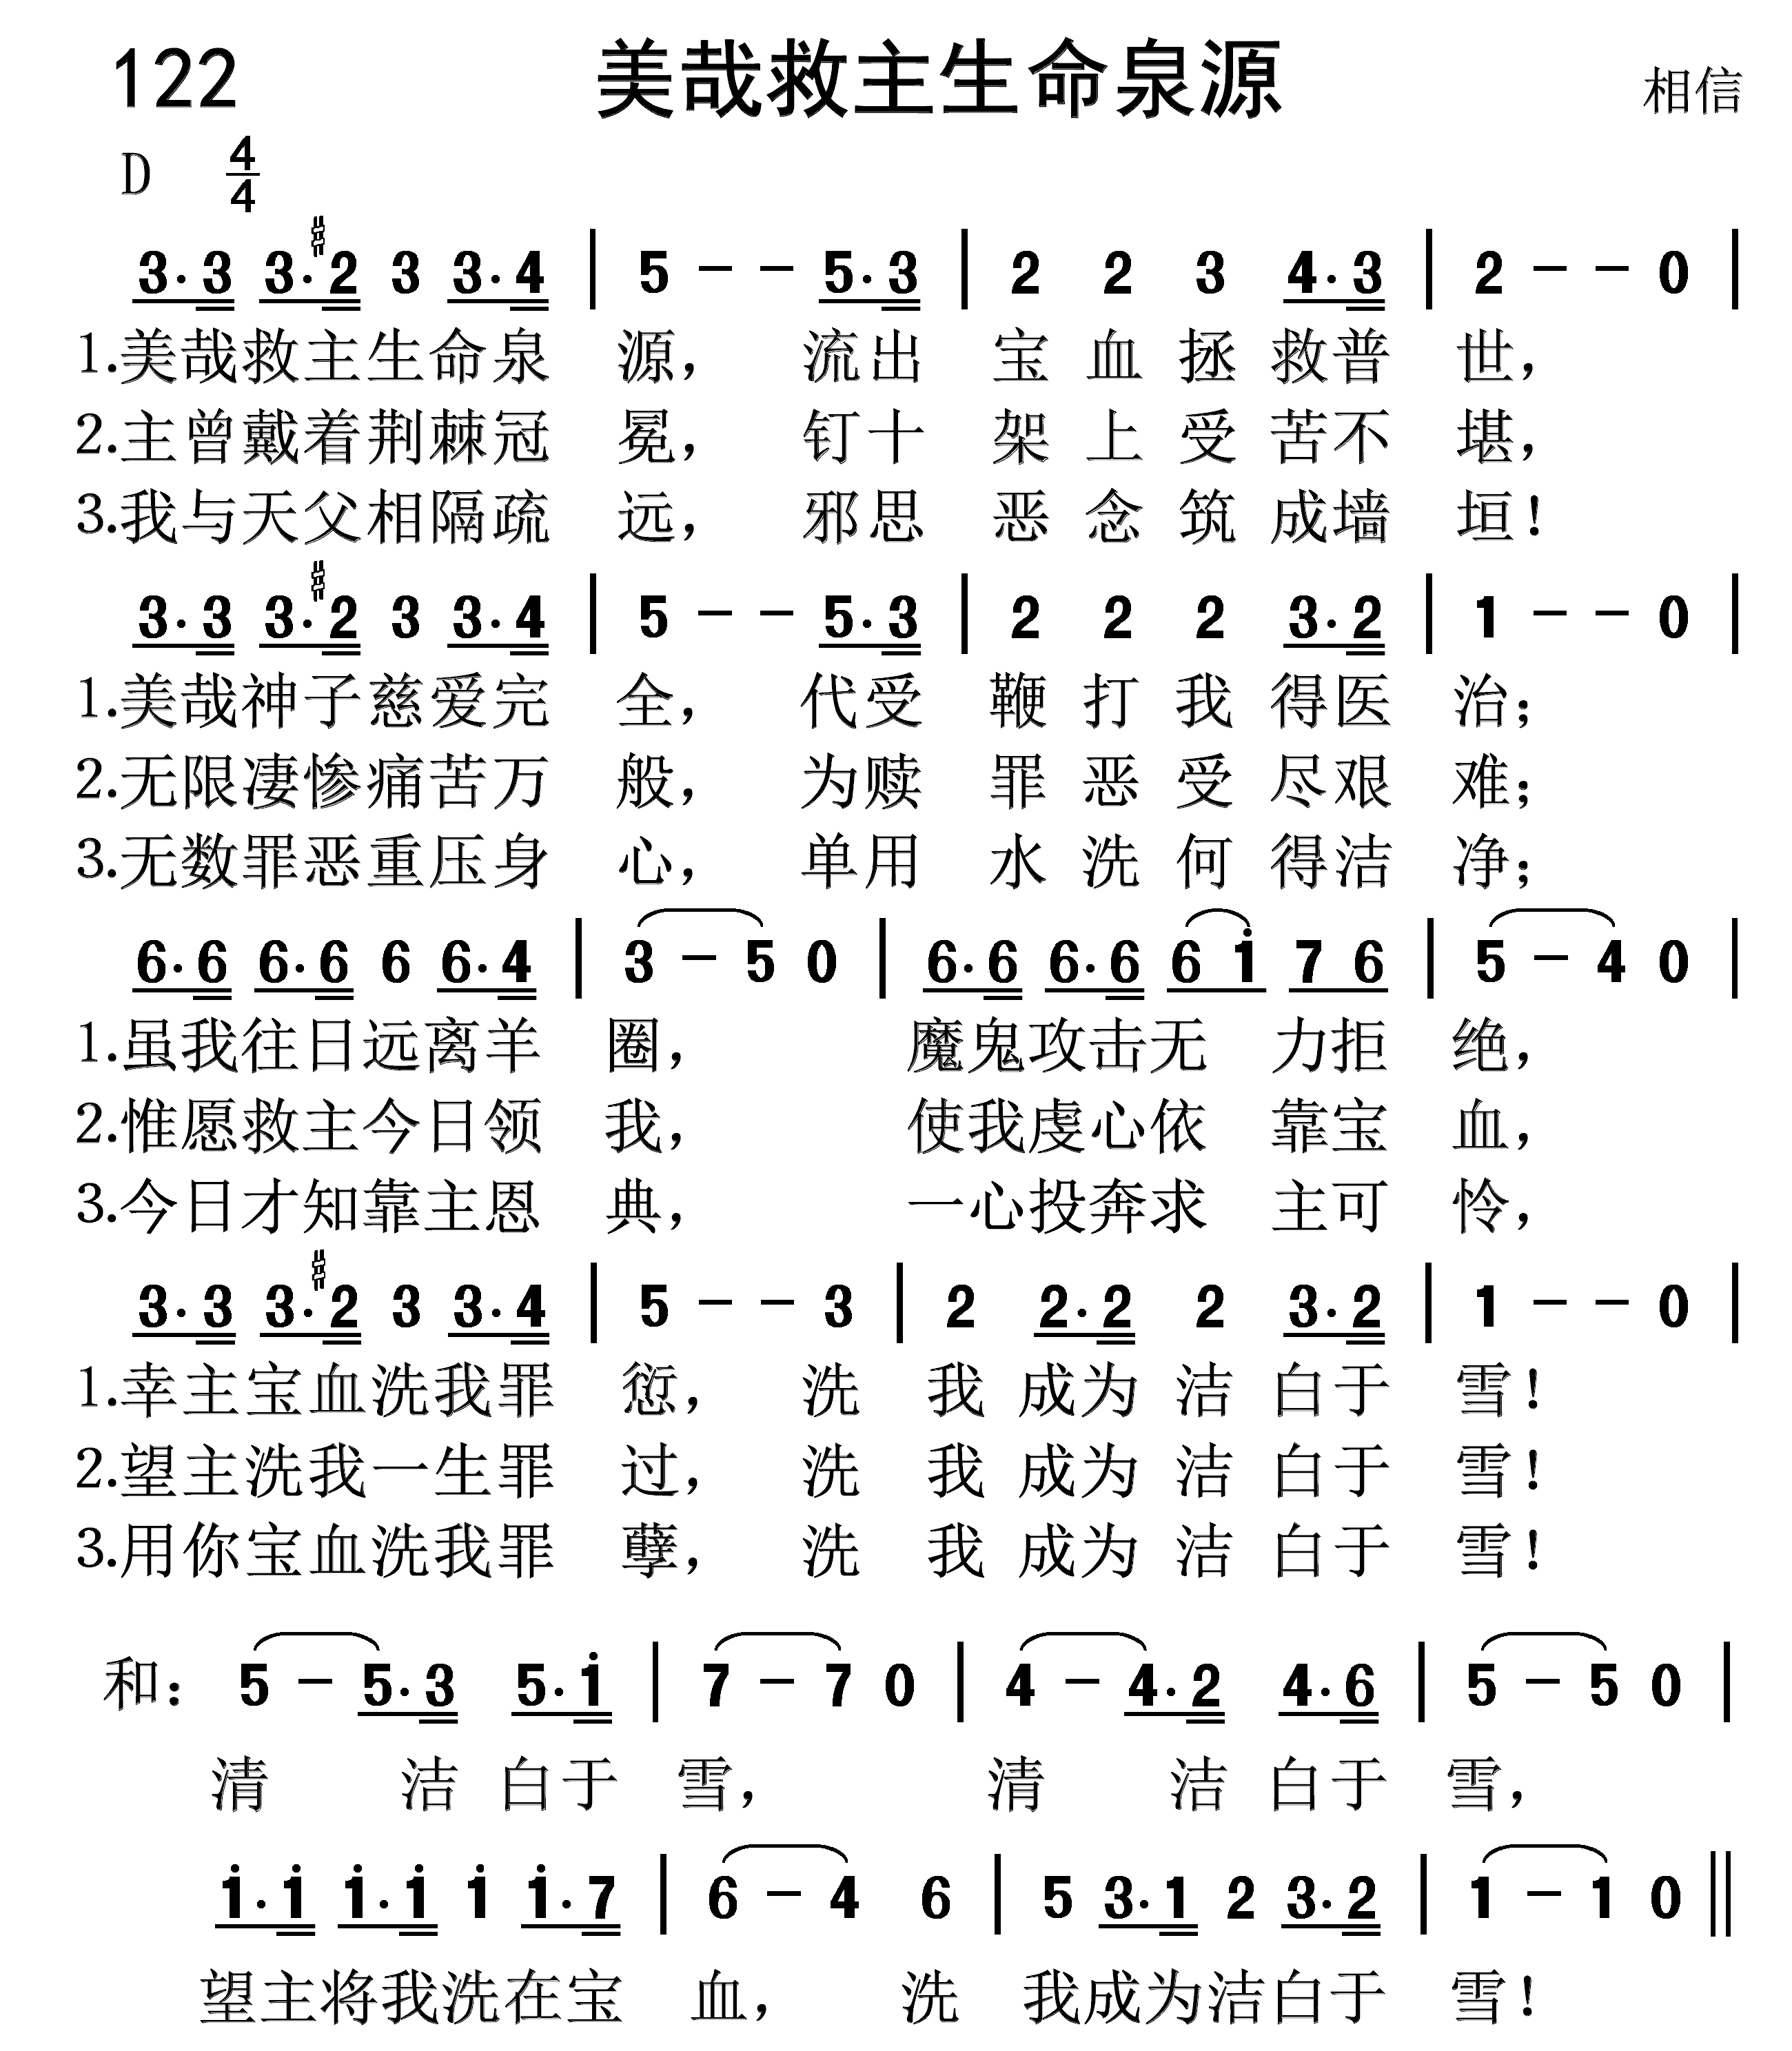 122 美哉救主生命泉源 相信
D 4/4
3·3 3·#2 3 3·4 | 5 - - 5·3 | 2 2 3 4·3 | 2 - - 0 |
1.美哉救主生命泉 源， 流出 宝 血 拯 救普 世，
2.主曾戴着荆棘冠 冕， 钉十 架 上 受 苦不 堪，
3.我与天父相隔疏 远， 邪思 恶 念 筑 成墙 垣！
3·3 3·#2 3 3·4 | 5 - - 5·3 | 2 2 2 3·2 | 1 - - 0
1.美哉神子慈爱完 全， 代受 鞭 打 我 得医 治；
2.无限凄惨痛苦万 般， 为赎 罪 恶 受 尽艰 难；
3.无数罪恶重压身 心， 单用 水 洗 何 得洁 净；
6·6 6·6 6 6·4 | 3 - 5 0 | 6·6 6·6 6 i 7 6 | 5 - 4 0 |
1.虽我往日远离羊 圈， 魔鬼攻击无 力拒 绝，
2.惟愿救主今日领 我， 使我虔心依 靠宝 血，
3.今日才知靠主恩 典， 一心投奔求 主可 怜，
3·3 3·#2 3 3·4 | 5 - - 3 | 2 2·2 2 3·2 | 1 - - 0 |
1.幸主宝血洗我罪 愆， 洗 我 成为 洁 白于 雪！
2.望主洗我一生罪 过， 洗 我 成为 洁 白于 雪！
3.用你宝血洗我罪 孽， 洗 我 成为 洁 白于 雪！
和： 5 - 5·3 5·i | 7 - 7 0 | 4 - 4·2 4·6 | 5 - 5 0 |
清 洁 白于 雪， 清 洁 白于 雪，
i·i i·i i i·7 | 6 - 4 6 | 5 3·1 2 3·2 | 1 - 1 0 ‖
望主将我洗在宝 血， 洗 我成为洁白于 雪！